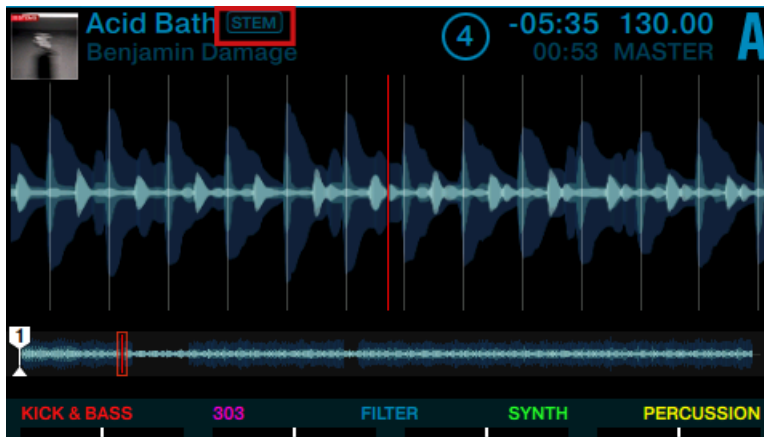 Acid Bath STEM 4 -05:35 130.00 A
Benjamin Damage 00:53 MASTER
1
KICK & BASS 303 FILTER SYNTH PERCUSSION